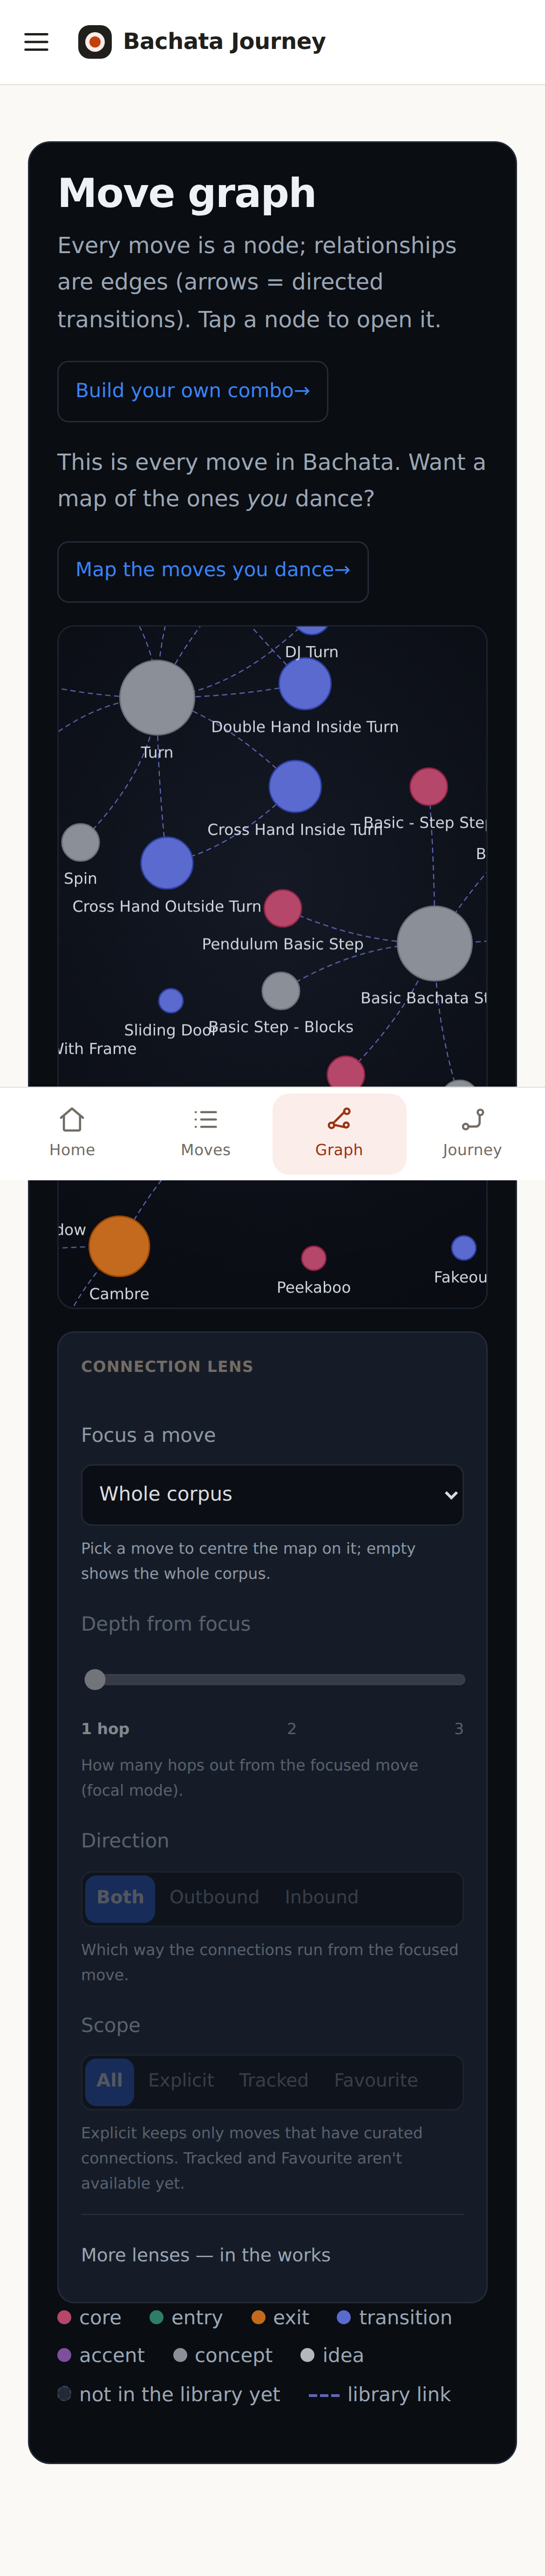 Bachata Journey
Move graph
Every move is a node; relationships
are edges (arrows = directed
transitions). Tap a node to open it.
Build your own combo→
This is every move in Bachata. Want a
map of the ones you dance?
Map the moves you dance→
DJ Turn
Double Hand Inside Turn
Turn
Cross Hand Inside Turn
Basic - Step Step
B
Spin
Cross Hand Outside Turn
Pendulum Basic Step
Basic Bachata St
Sliding Door
Basic Step - Blocks
With Frame
Home
Moves
Graph
Journey
dow
Cambre
Peekaboo
Fakeou
CONNECTION LENS
Focus a move
Whole corpus
Pick a move to centre the map on it; empty
shows the whole corpus.
Depth from focus
1 hop 2 3
How many hops out from the focused move
(focal mode).
Direction
Both Outbound Inbound
Which way the connections run from the focused
move.
Scope
All Explicit Tracked Favourite
Explicit keeps only moves that have curated
connections. Tracked and Favourite aren't
available yet.
More lenses — in the works
core entry exit transition
accent concept idea
not in the library yet library link